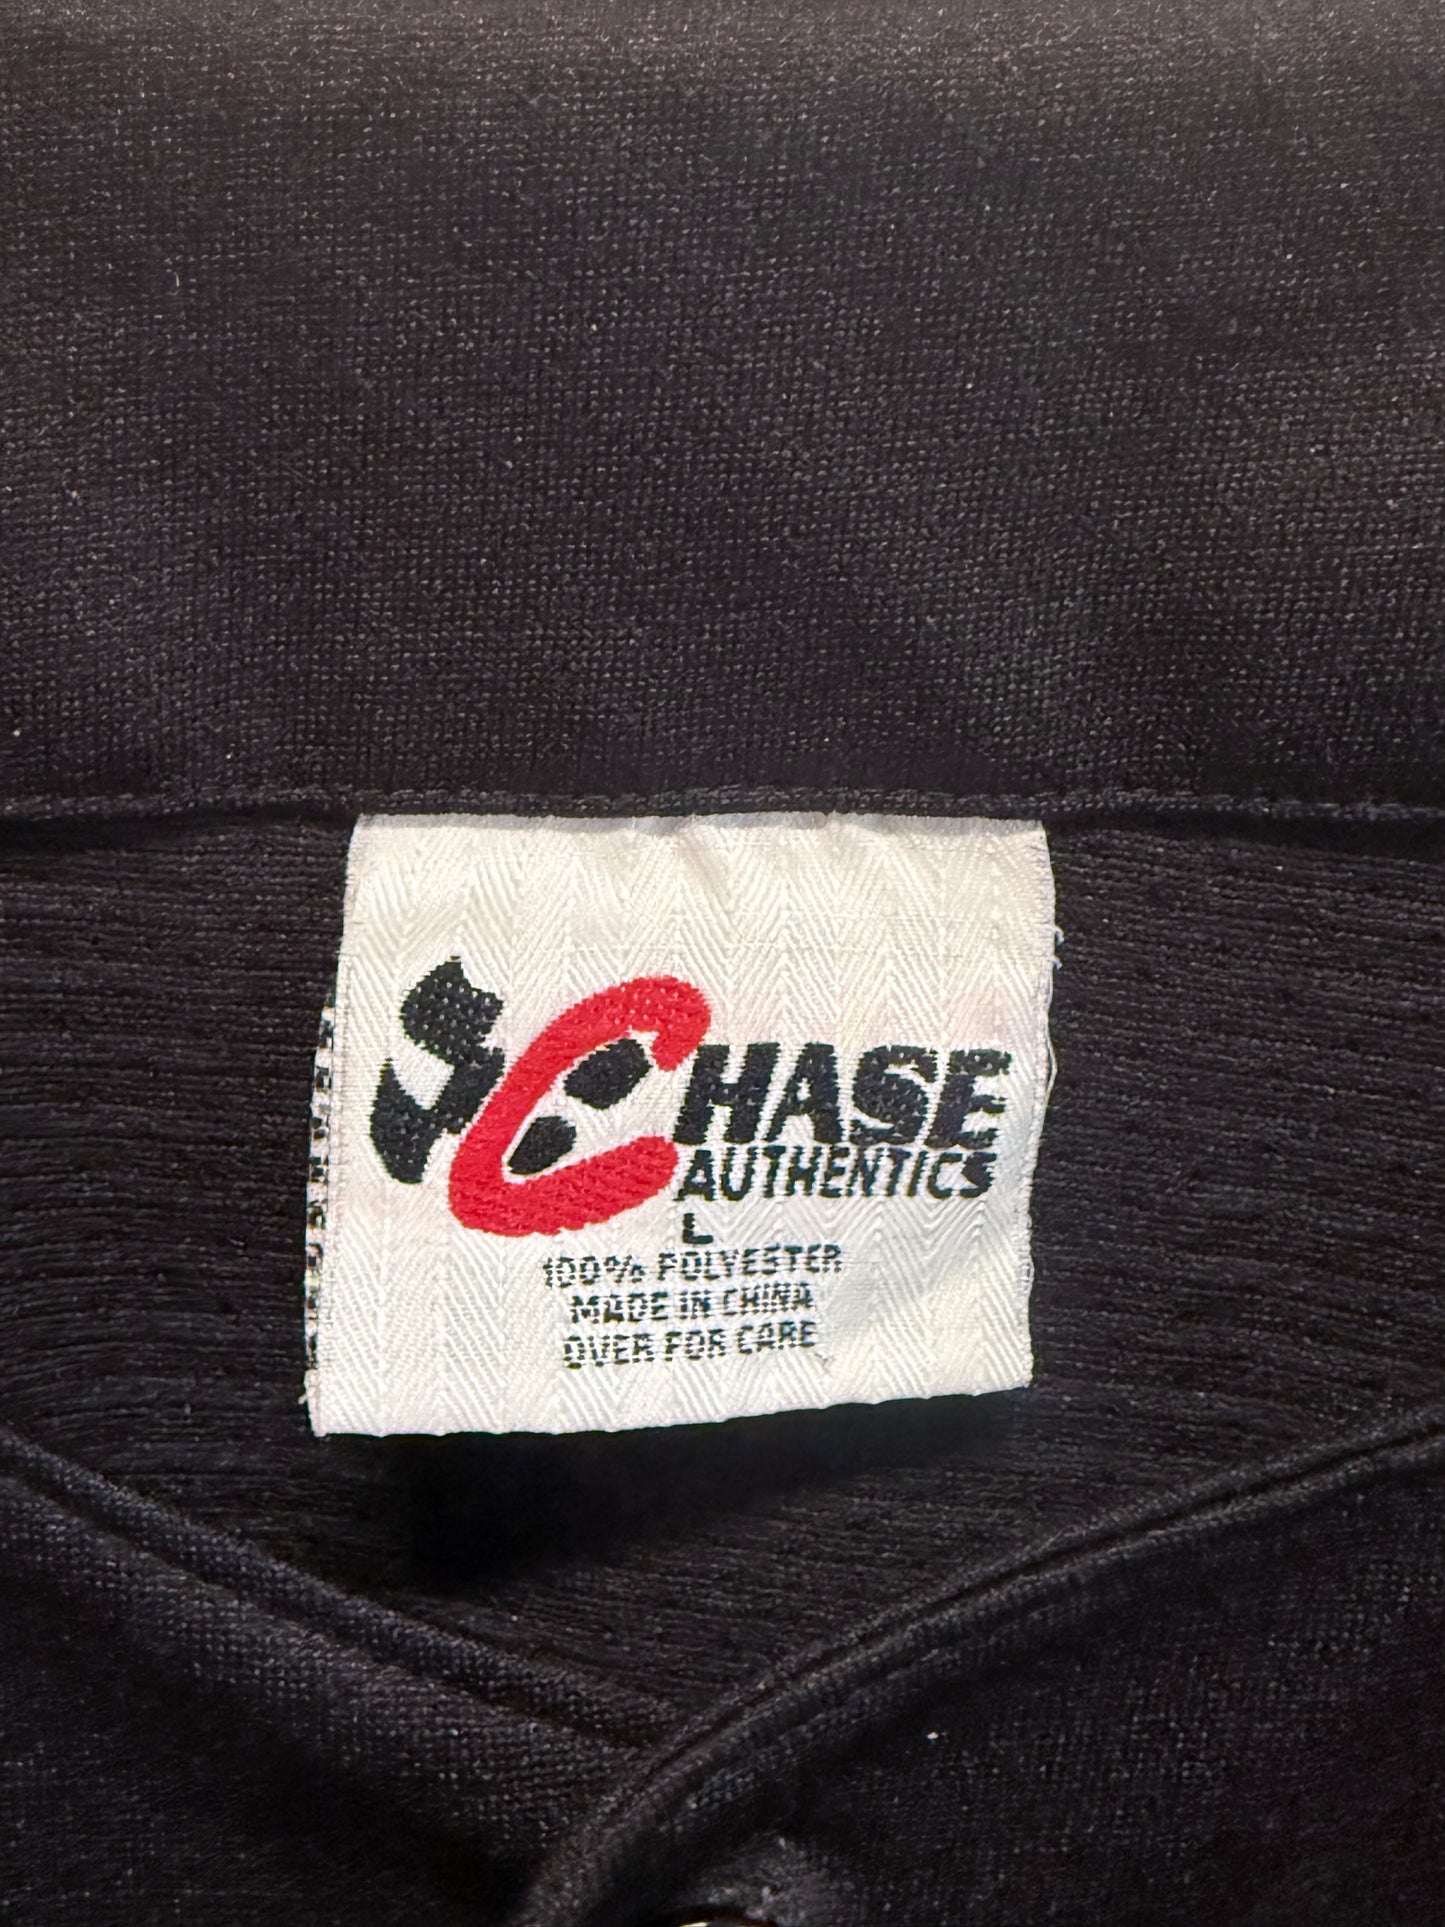 CHASE
AUTHENTICS
L
100% POLYESTER
MADE IN CHINA
OVER FOR CARE